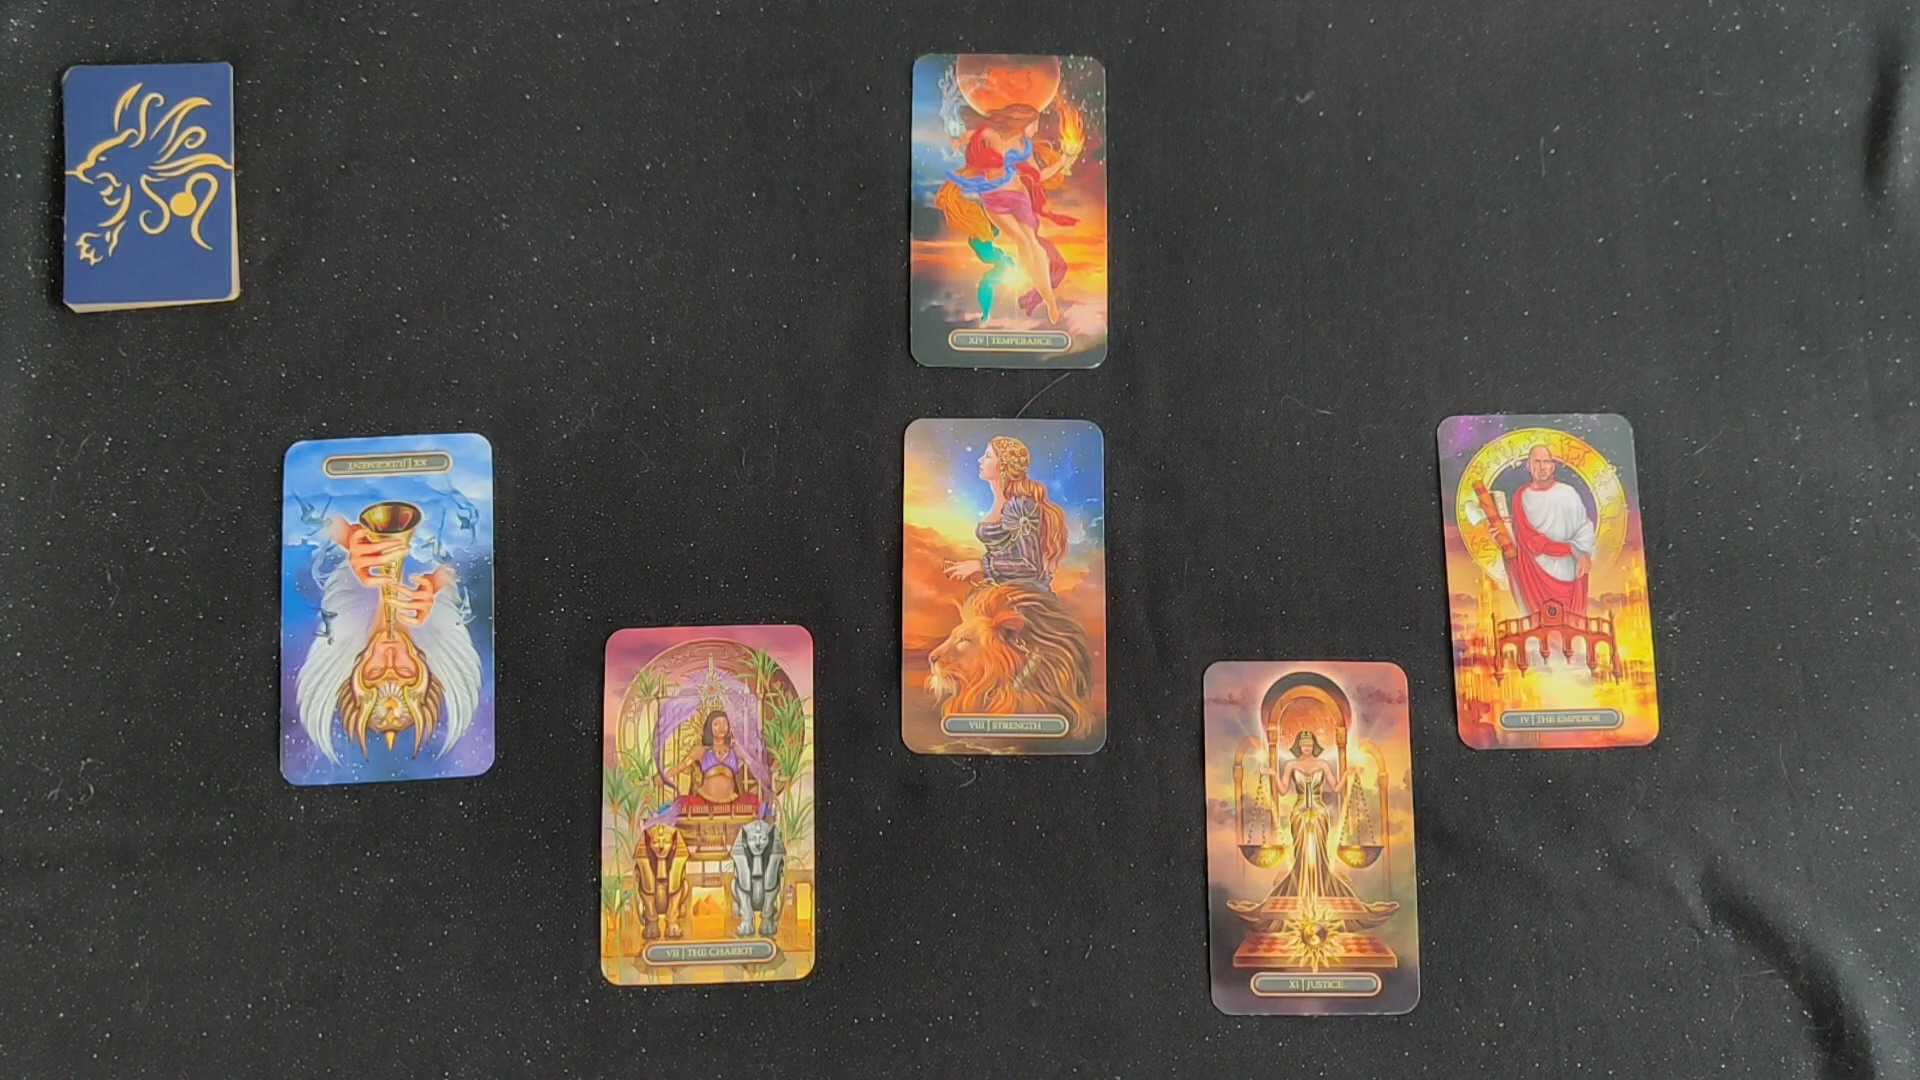 XIV | TEMPERANCE
XX | JUDGEMENT
VIII | STRENGTH
IV | THE EMPEROR
VII | THE CHARIOT
XI | JUSTICE